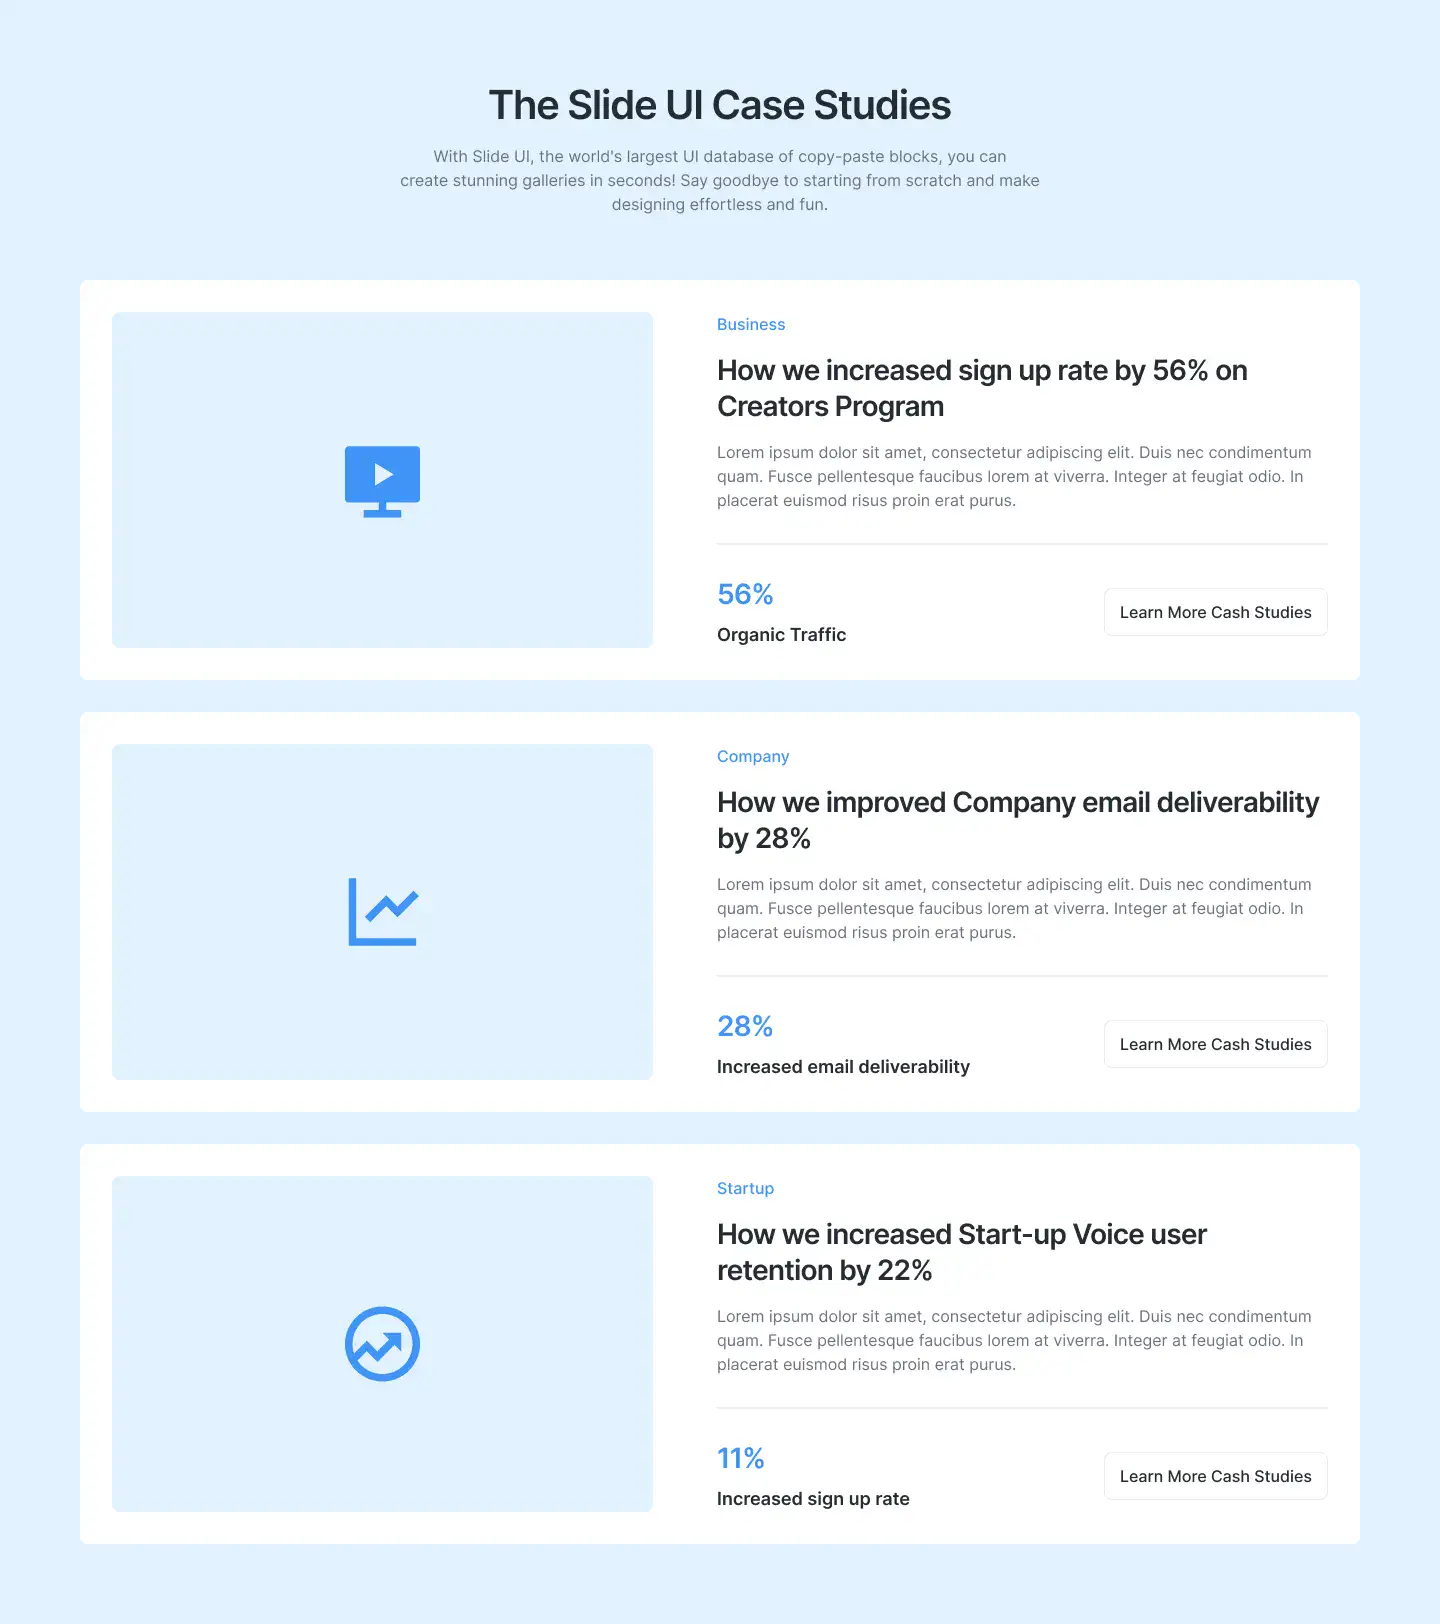 The Slide UI Case Studies
With Slide UI, the world's largest UI database of copy-paste blocks, you can
create stunning galleries in seconds! Say goodbye to starting from scratch and make
designing effortless and fun.
Business
How we increased sign up rate by 56% on
Creators Program
Lorem ipsum dolor sit amet, consectetur adipiscing elit. Duis nec condimentum
quam. Fusce pellentesque faucibus lorem at viverra. Integer at feugiat odio. In
placerat euismod risus proin erat purus.
56%
Organic Traffic
Learn More Cash Studies
Company
How we improved Company email deliverability
by 28%
Lorem ipsum dolor sit amet, consectetur adipiscing elit. Duis nec condimentum
quam. Fusce pellentesque faucibus lorem at viverra. Integer at feugiat odio. In
placerat euismod risus proin erat purus.
28%
Increased email deliverability
Learn More Cash Studies
Startup
How we increased Start-up Voice user
retention by 22%
Lorem ipsum dolor sit amet, consectetur adipiscing elit. Duis nec condimentum
quam. Fusce pellentesque faucibus lorem at viverra. Integer at feugiat odio. In
placerat euismod risus proin erat purus.
11%
Increased sign up rate
Learn More Cash Studies